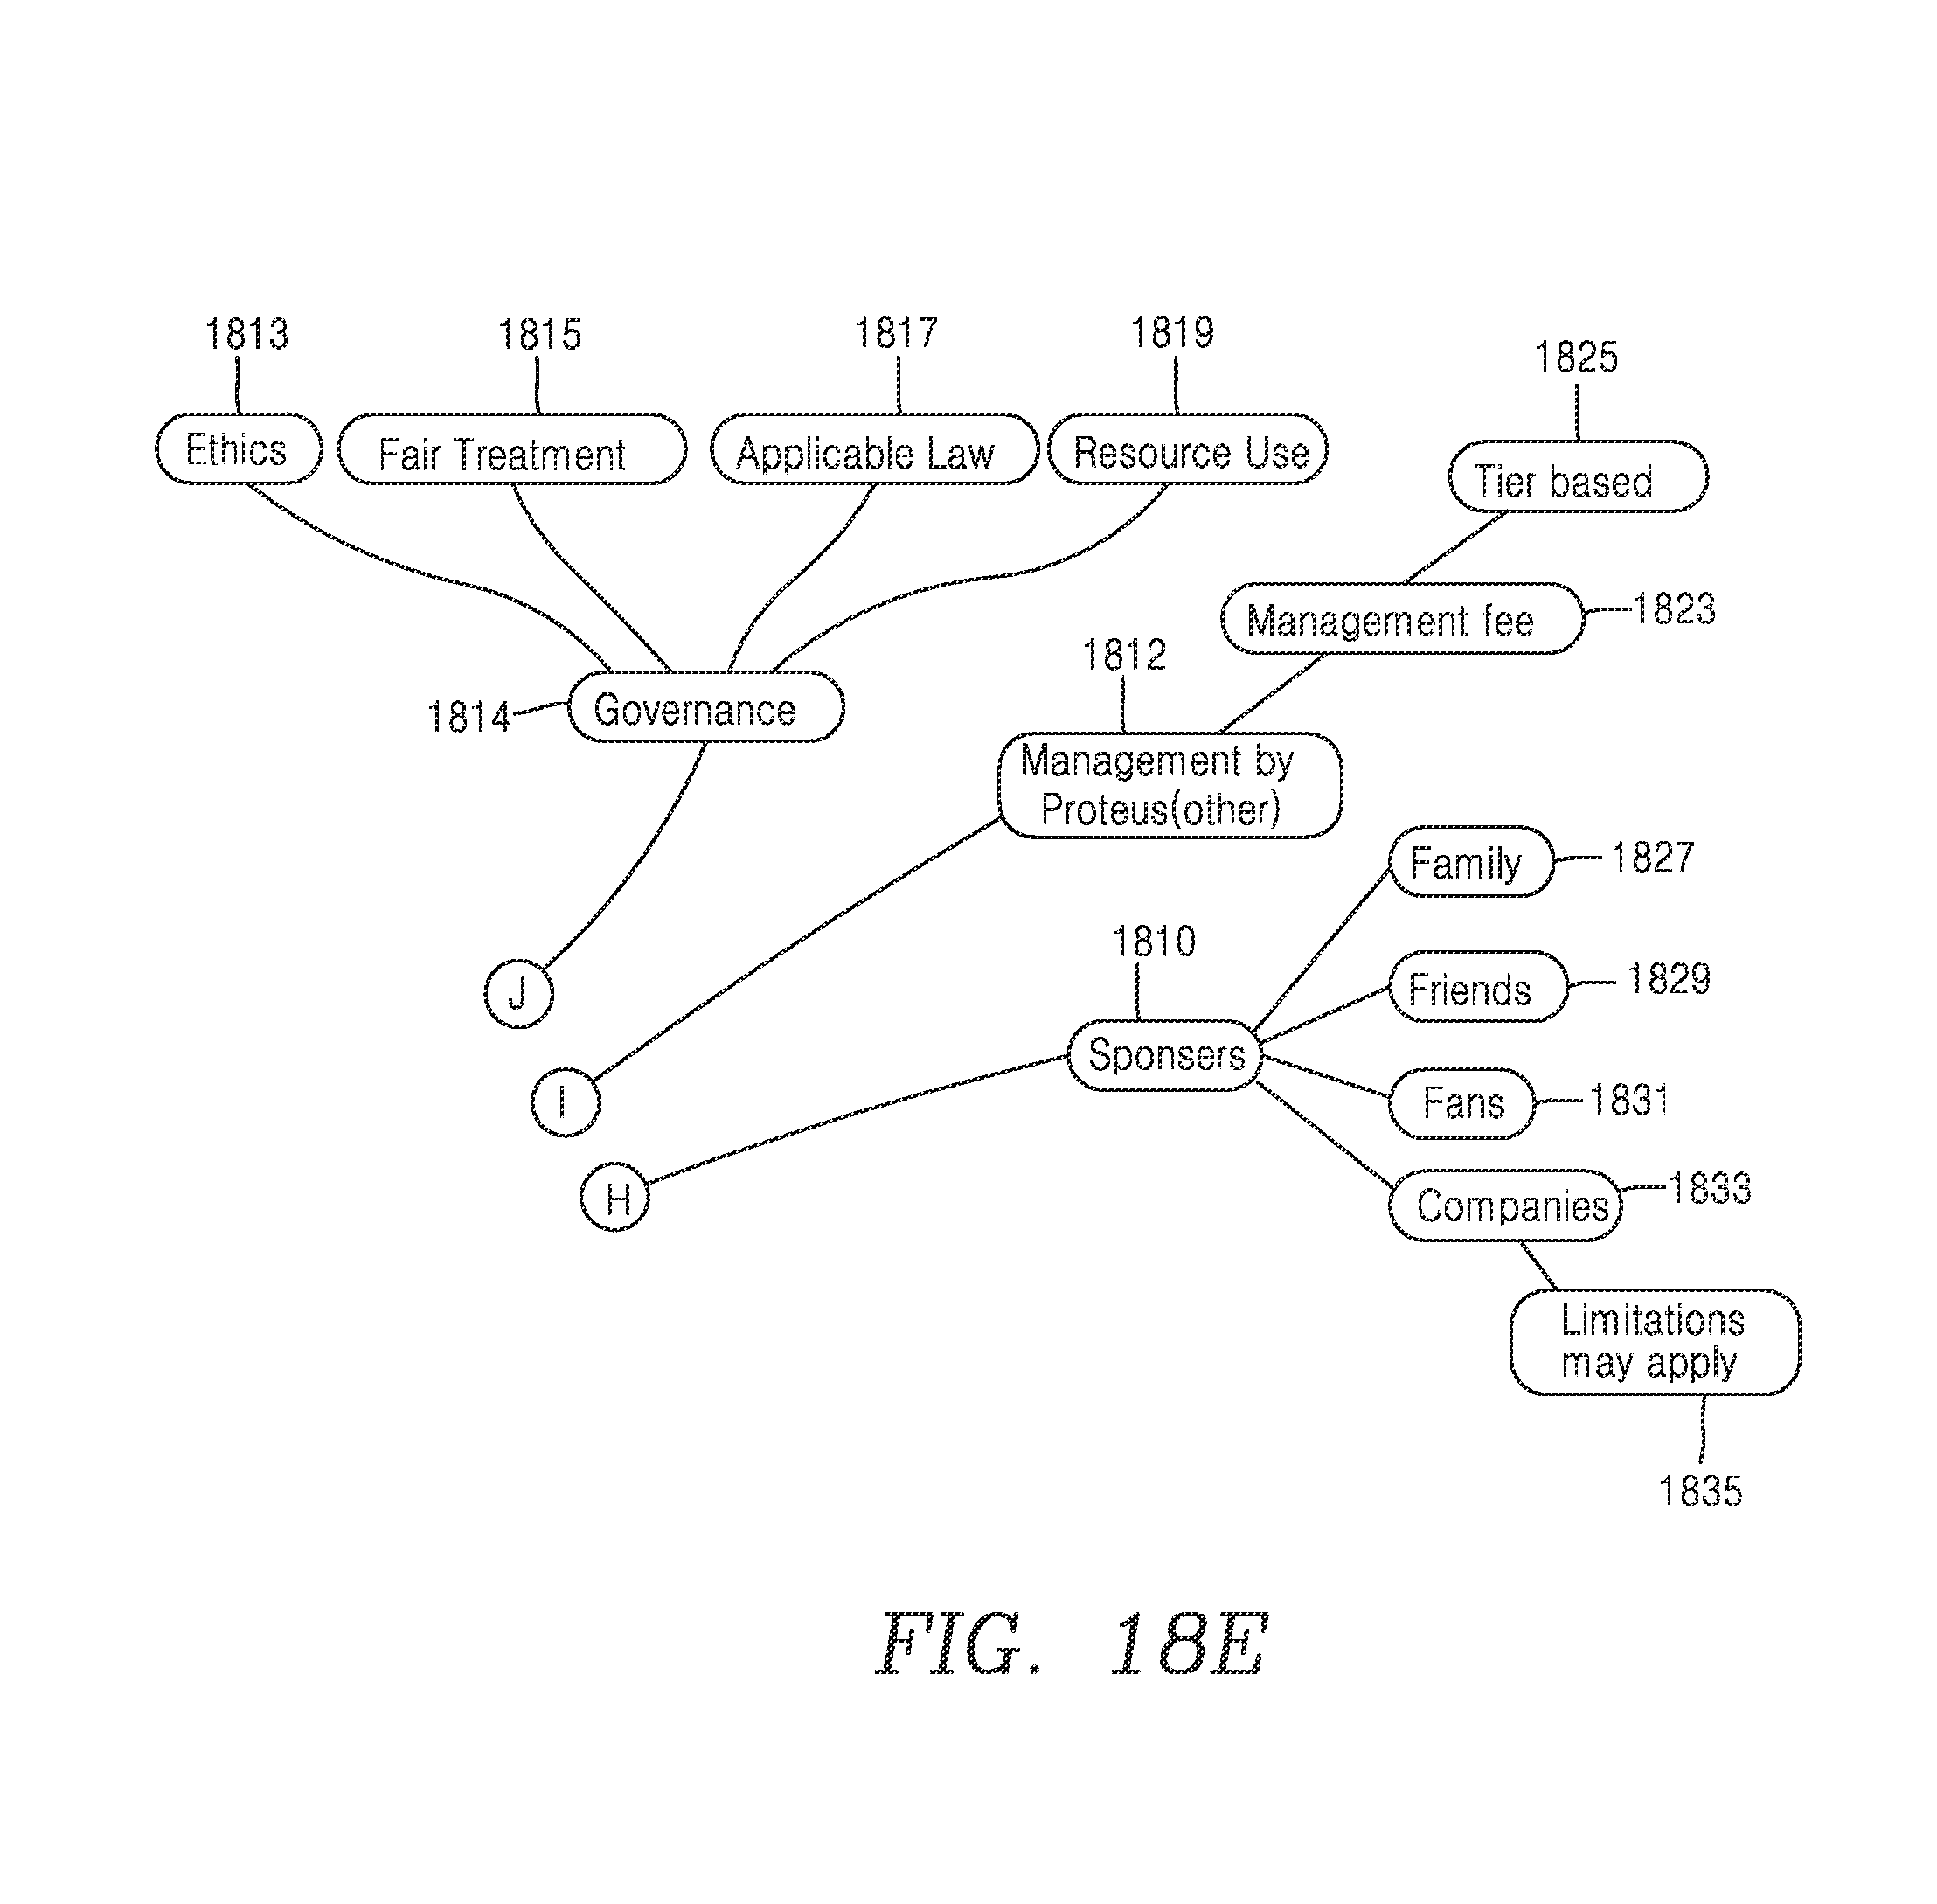 1813
1815
1817
1819
1825
Ethics
Fair Treatment
Applicable Law
Resource Use
Tier based
Management fee
1823
1812
1814
Governance
Management by
Proteus(other)
Family
1827
1810
J
Friends
1829
Sponsers
I
Fans
1831
H
Companies
1833
Limitations
may apply
1835
FIG. 18E